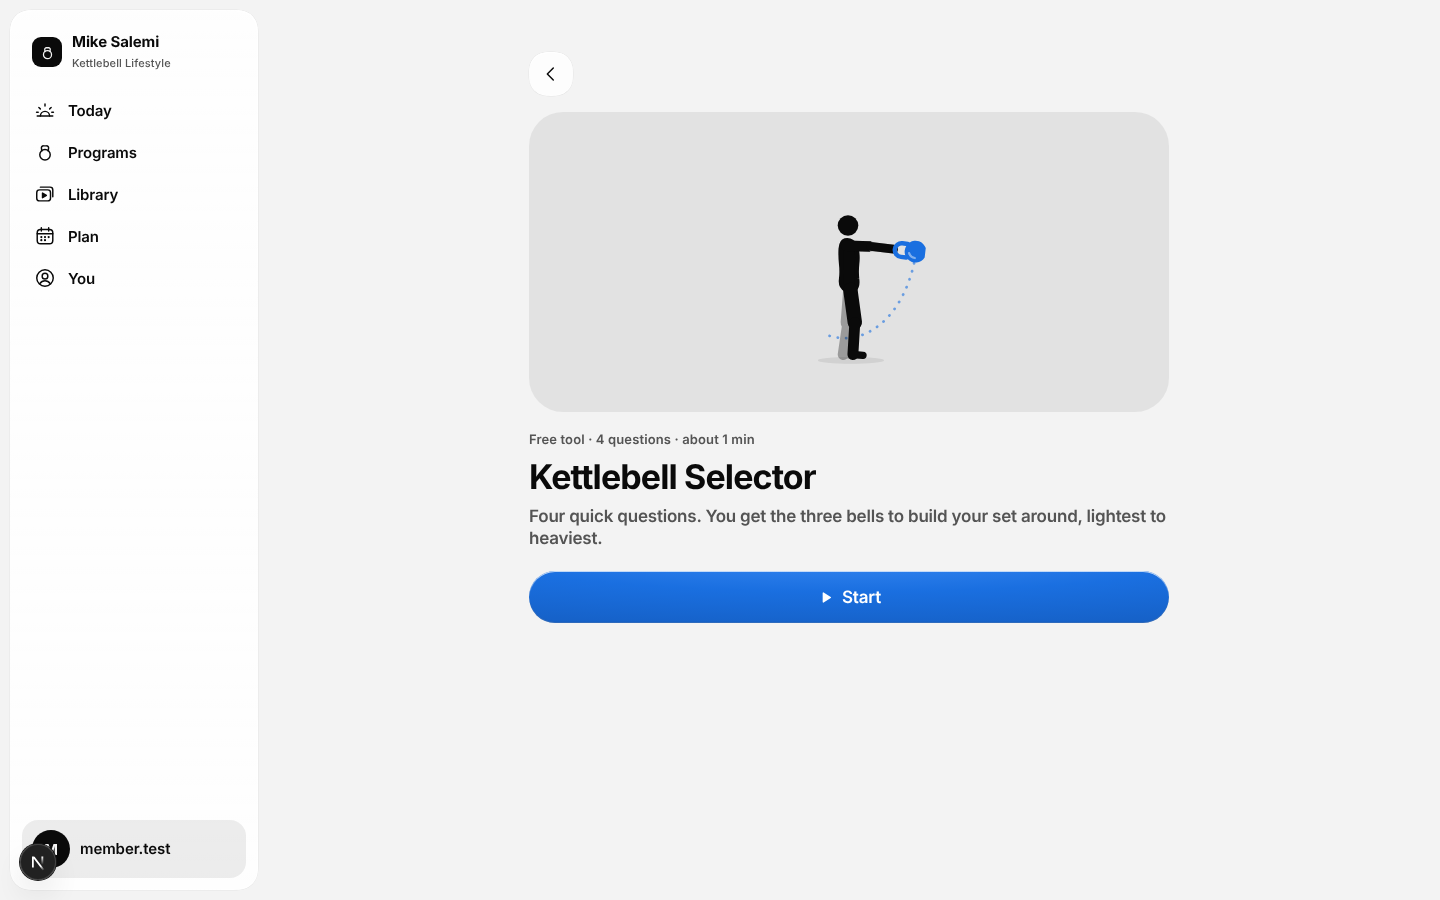 Mike Salemi
Kettlebell Lifestyle
Today
Programs
Library
Plan
You
Free tool · 4 questions · about 1 min
Kettlebell Selector
Four quick questions. You get the three bells to build your set around, lightest to
heaviest.
Start
M member.test
N